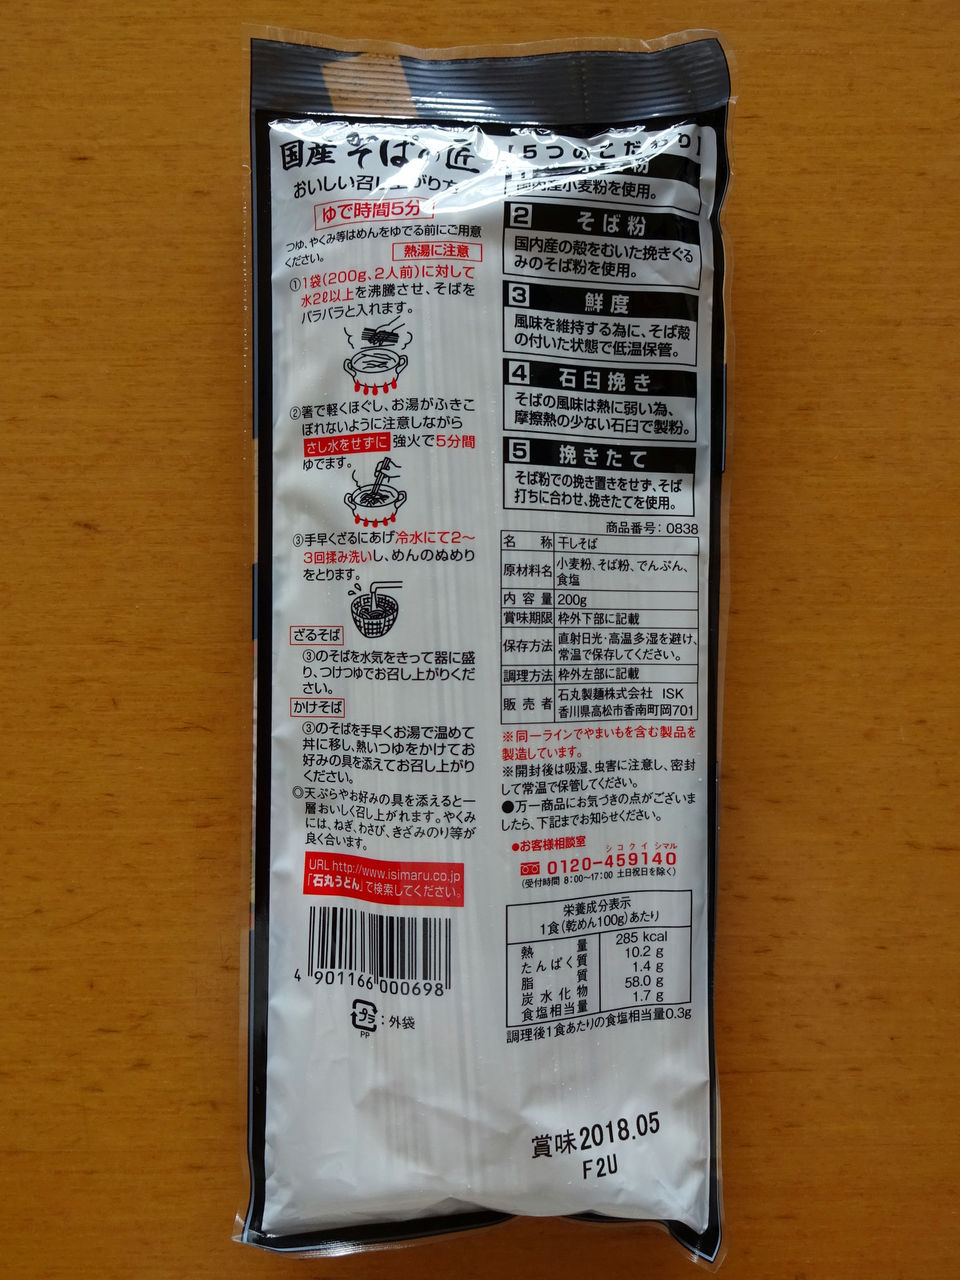 国産そばの匠
おいしい召し上がり方
ゆで時間5分
つゆ、やくみ等はめんをゆでる前にご用意
ください。
熱湯に注意
①1袋(200g、2人前)に対して
水2ℓ以上を沸騰させ、そばを
パラパラと入れます。
②箸で軽くほぐし、お湯がふきこ
ぼれないように注意しながら
さし水をせずに 強火で5分間
ゆでます。
③手早くざるにあげ冷水にて2〜
3回揉み洗いし、めんのぬめり
をとります。
ざるそば
③のそばを水気をきって器に盛
り、つけつゆでお召し上がりくだ
さい。
かけそば
③のそばを手早くお湯で温めて
丼に移し、熱いつゆをかけてお
好みの具を添えてお召し上がり
ください。
◎天ぷらやお好みの具を添えると一
層おいしく召し上がれます。やくみ
には、ねぎ、わさび、きざみのり等が
良く合います。
URL http://www.isimaru.co.jp
「石丸うどん」で検索してください。
4 901166 000698
プラ
PP
:外袋
[5つのこだわり]
1 小麦粉
国内産小麦粉を使用。
2 そば粉
国内産の殻をむいた挽きぐる
みのそば粉を使用。
3 鮮度
風味を維持する為に、そば殻
の付いた状態で低温保管。
4 石臼挽き
そばの風味は熱に弱い為、
摩擦熱の少ない石臼で製粉。
5 挽きたて
そば粉での挽き置きをせず、そば
打ちに合わせ、挽きたてを使用。
商品番号:0838
名称 干しそば
原材料名 小麦粉、そば粉、でんぷん、
食塩
内容量 200g
賞味期限 枠外下部に記載
保存方法 直射日光・高温多湿を避け、
常温で保存してください。
調理方法 枠外左部に記載
販売者 石丸製麺株式会社 ISK
香川県高松市香南町岡701
※同一ラインでやまいもを含む製品を
製造しています。
※開封後は吸湿、虫害に注意し、密封
して常温で保管してください。
●万一商品にお気づきの点がございま
したら、下記までお知らせください。
●お客様相談室
シコクイシマル
0120-459140
(受付時間 8:00〜17:00 土日祝日を除く)
栄養成分表示
1食(乾めん100g)あたり
熱量 285 kcal
たんぱく質 10.2 g
脂質 1.4 g
炭水化物 58.0 g
食塩相当量 1.7 g
調理後1食あたりの食塩相当量0.3g
賞味2018.05
F2U